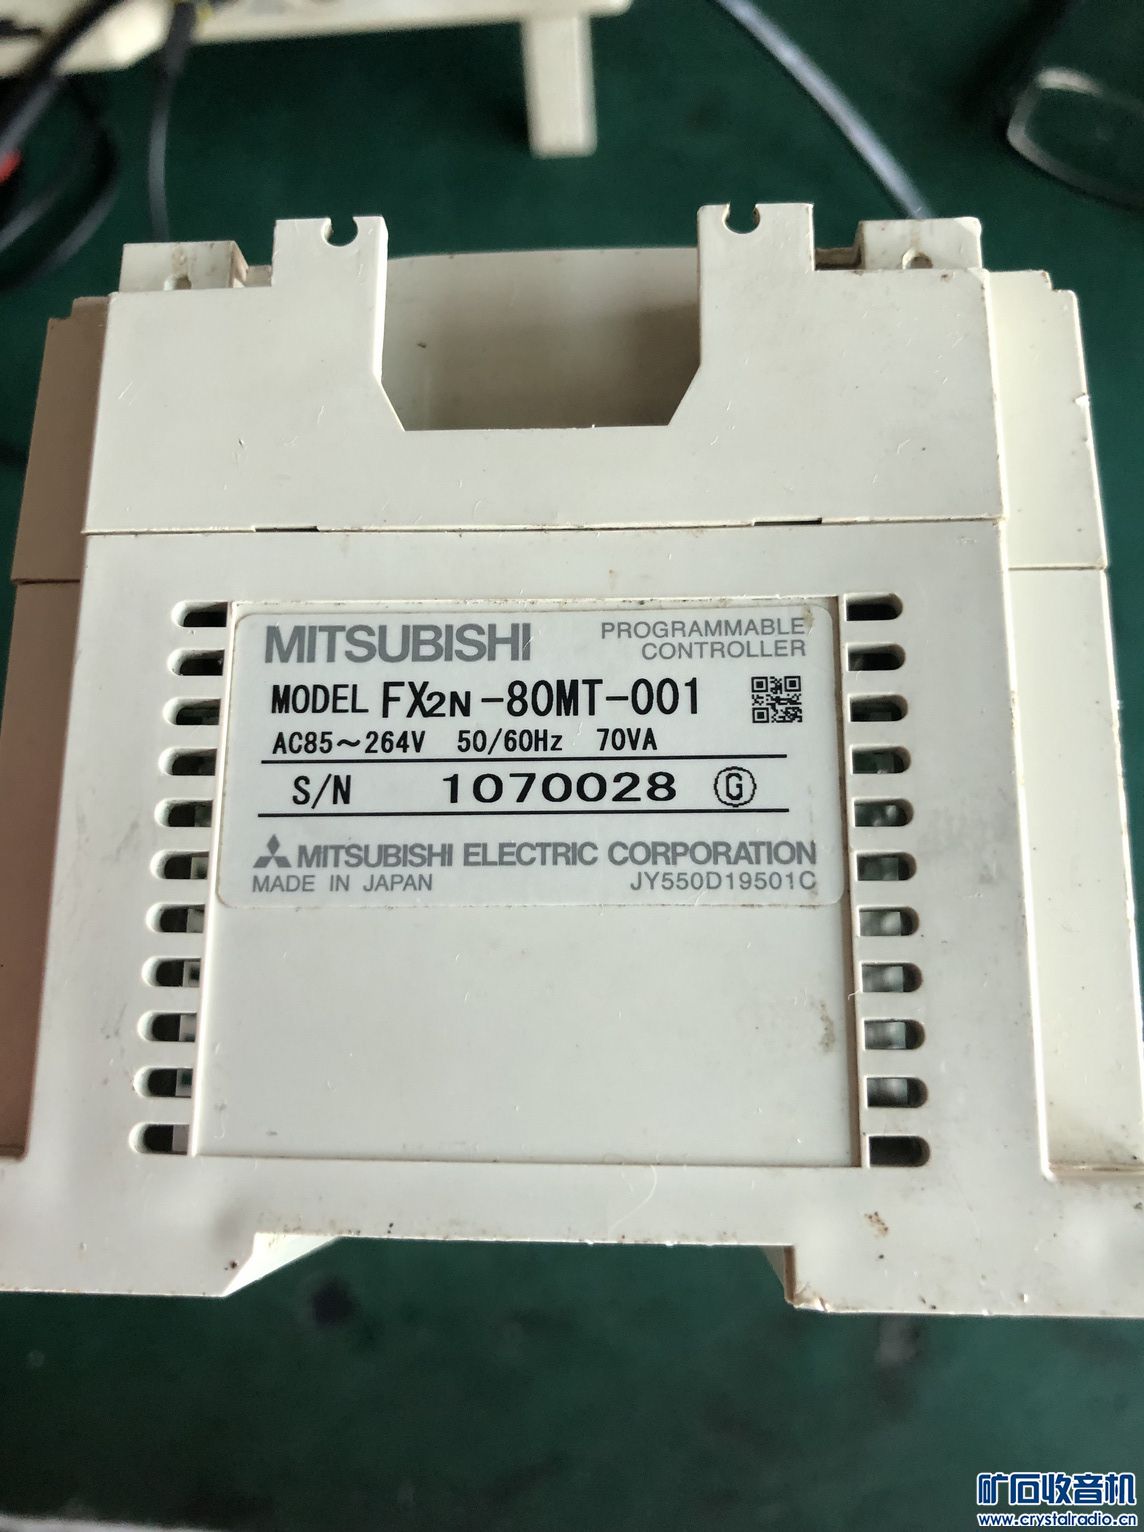 MITSUBISHI
PROGRAMMABLE
CONTROLLER
MODEL FX2N-80MT-001
AC85~264V 50/60Hz 70VA
S/N 1070028 G
MITSUBISHI ELECTRIC CORPORATION
MADE IN JAPAN
JY550D19501C
矿石收音机
www.crystalradio.cn